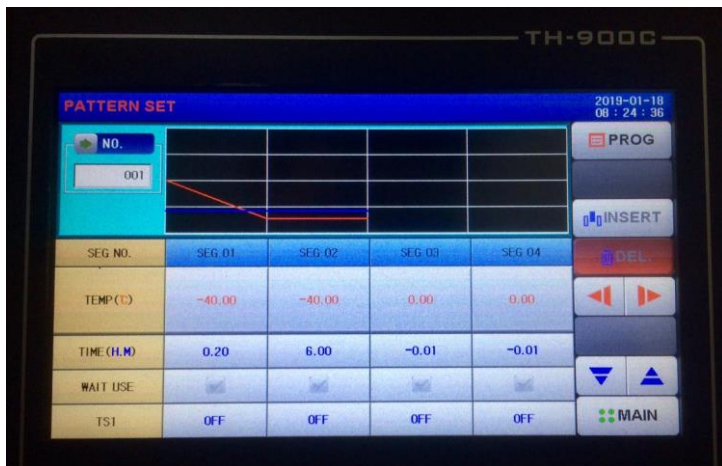 TH-900C
PATTERN SET
2019-01-18
08 : 24 : 36
NO.
001
PROG
INSERT
SEG NO. SEG 01 SEG 02 SEG 03 SEG 04
DEL.
TEMP(℃) -40.00 -40.00 0.00 0.00
TIME(H.M) 0.20 6.00 -0.01 -0.01
WAIT USE
TS1 OFF OFF OFF OFF
MAIN